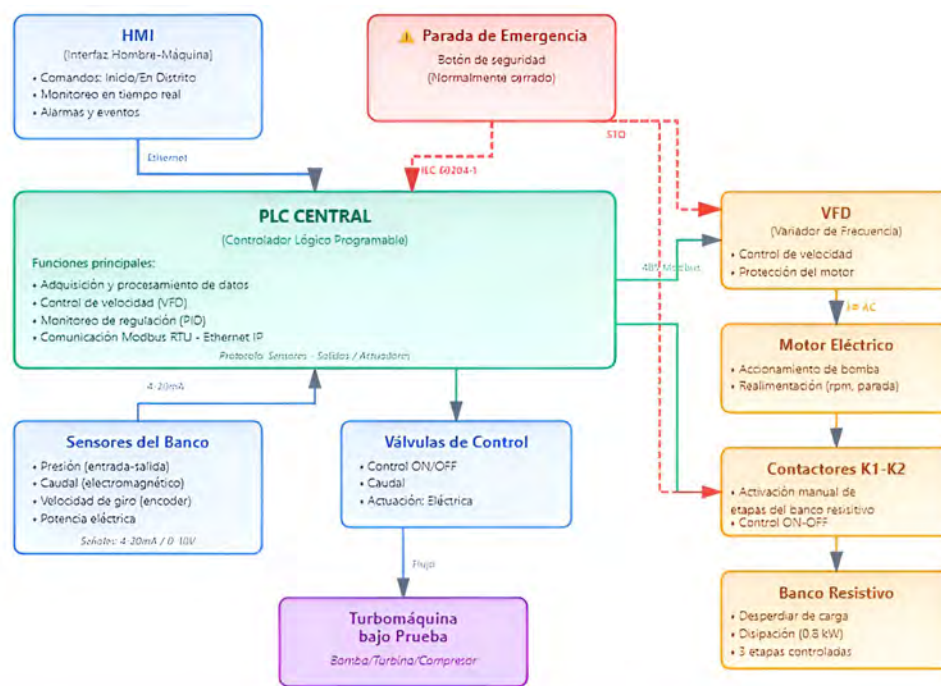 HMI
(Interfaz Hombre-Máquina)
• Comandos: Inicio/En Distrito
• Monitoreo en tiempo real
• Alarmas y eventos
⚠ Parada de Emergencia
Botón de seguridad
(Normalmente cerrado)
Ethernet
IEC 60204-1
STO
PLC CENTRAL
(Controlador Lógico Programable)
Funciones principales:
• Adquisición y procesamiento de datos
• Control de velocidad (VFD)
• Monitoreo de regulación (PID)
• Comunicación Modbus RTU - Ethernet IP
Protocolo: Sensores - Salidas / Actuadores
485 Modbus
VFD
(Variador de Frecuencia)
• Control de velocidad
• Protección del motor
AC
Motor Eléctrico
• Accionamiento de bomba
• Realimentación (rpm, parada)
4-20mA
Sensores del Banco
• Presión (entrada-salida)
• Caudal (electromagnético)
• Velocidad de giro (encoder)
• Potencia eléctrica
Señales: 4-20mA / 0-10V
Válvulas de Control
• Control ON/OFF
• Caudal
• Actuación: Eléctrica
Contactores K1-K2
• Activación manual de
etapas del banco resisitivo
• Control ON-OFF
Flujo
Turbomáquina
bajo Prueba
Bomba/Turbina/Compresor
Banco Resistivo
• Desperdiar de carga
• Disipación (0.8 kW)
• 3 etapas controladas